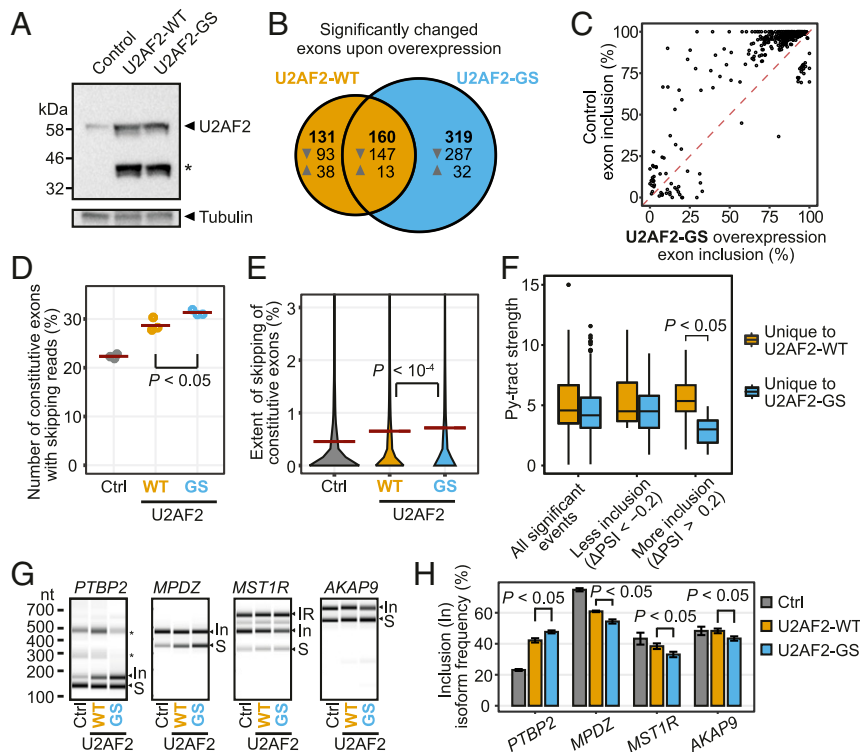 A
Control
U2AF2-WT
U2AF2-GS
kDa
58
46
32
U2AF2
*
Tubulin
B
Significantly changed
exons upon overexpression
U2AF2-WT
U2AF2-GS
131
▼ 93
▲ 38
160
▼ 147
▲ 13
319
▼ 287
▲ 32
C
Control
exon inclusion (%)
100
75
50
25
0
0 25 50 75 100
U2AF2-GS overexpression
exon inclusion (%)
D
Number of constitutive exons
with skipping reads (%)
30
20
10
0
P < 0.05
Ctrl WT GS
U2AF2
E
Extent of skipping of
constitutive exons (%)
3
2
1
0
P < 10-4
Ctrl WT GS
U2AF2
F
Py-tract strength
15
10
5
0
P < 0.05
All significant
events
Less inclusion
(ΔPSI < −0.2)
More inclusion
(ΔPSI > 0.2)
Unique to
U2AF2-WT
Unique to
U2AF2-GS
G
nt
700
500
400
300
200
100
PTBP2 MPDZ MST1R AKAP9
*
*
In
S
In
S
IR
In
S
In
S
Ctrl WT GS Ctrl WT GS Ctrl WT GS Ctrl WT GS
U2AF2 U2AF2 U2AF2 U2AF2
H
Inclusion (In)
isoform frequency (%)
60
40
20
0
P < 0.05
P < 0.05
P < 0.05
P < 0.05
PTBP2 MPDZ MST1R AKAP9
Ctrl
U2AF2-WT
U2AF2-GS